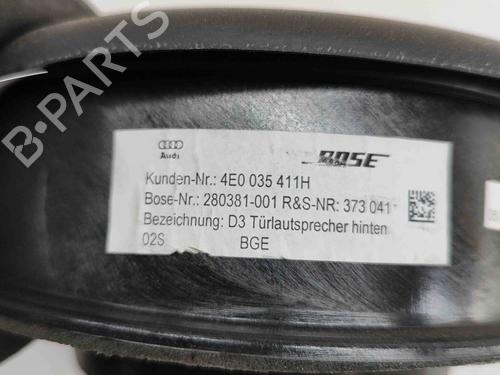 B-PARTS
Audi BOSE
Kunden-Nr.: 4E0 035 411H
Bose-Nr.: 280381-001 R&S-NR: 373 041
Bezeichnung: D3 Türlautsprecher hinten
02S BGE